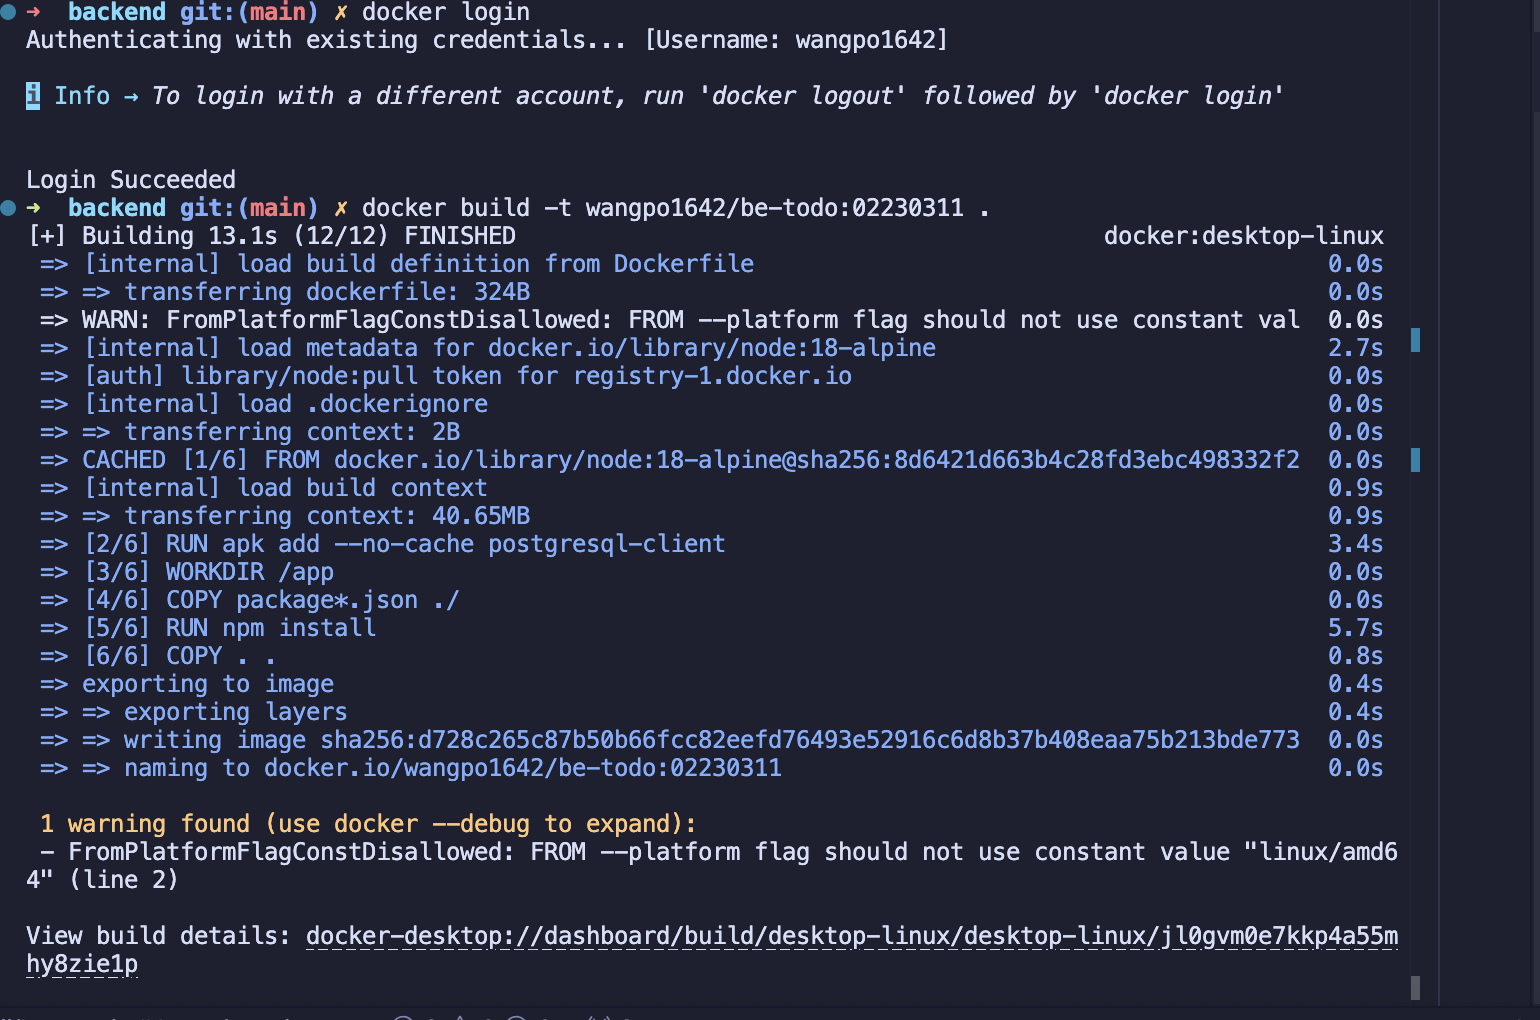 ➜ backend git:(main) ✗ docker login
Authenticating with existing credentials... [Username: wangpo1642]
i Info → To login with a different account, run 'docker logout' followed by 'docker login'
Login Succeeded
➜ backend git:(main) ✗ docker build -t wangpo1642/be-todo:02230311 .
[+] Building 13.1s (12/12) FINISHED docker:desktop-linux
=> [internal] load build definition from Dockerfile 0.0s
=> => transferring dockerfile: 324B 0.0s
=> WARN: FromPlatformFlagConstDisallowed: FROM --platform flag should not use constant val 0.0s
=> [internal] load metadata for docker.io/library/node:18-alpine 2.7s
=> [auth] library/node:pull token for registry-1.docker.io 0.0s
=> [internal] load .dockerignore 0.0s
=> => transferring context: 2B 0.0s
=> CACHED [1/6] FROM docker.io/library/node:18-alpine@sha256:8d6421d663b4c28fd3ebc498332f2 0.0s
=> [internal] load build context 0.9s
=> => transferring context: 40.65MB 0.9s
=> [2/6] RUN apk add --no-cache postgresql-client 3.4s
=> [3/6] WORKDIR /app 0.0s
=> [4/6] COPY package*.json ./ 0.0s
=> [5/6] RUN npm install 5.7s
=> [6/6] COPY . . 0.8s
=> exporting to image 0.4s
=> => exporting layers 0.4s
=> => writing image sha256:d728c265c87b50b66fcc82eefd76493e52916c6d8b37b408eaa75b213bde773 0.0s
=> => naming to docker.io/wangpo1642/be-todo:02230311 0.0s
1 warning found (use docker --debug to expand):
- FromPlatformFlagConstDisallowed: FROM --platform flag should not use constant value "linux/amd6
4" (line 2)
View build details: docker-desktop://dashboard/build/desktop-linux/desktop-linux/jl0gvm0e7kkp4a55m
hy8zie1p